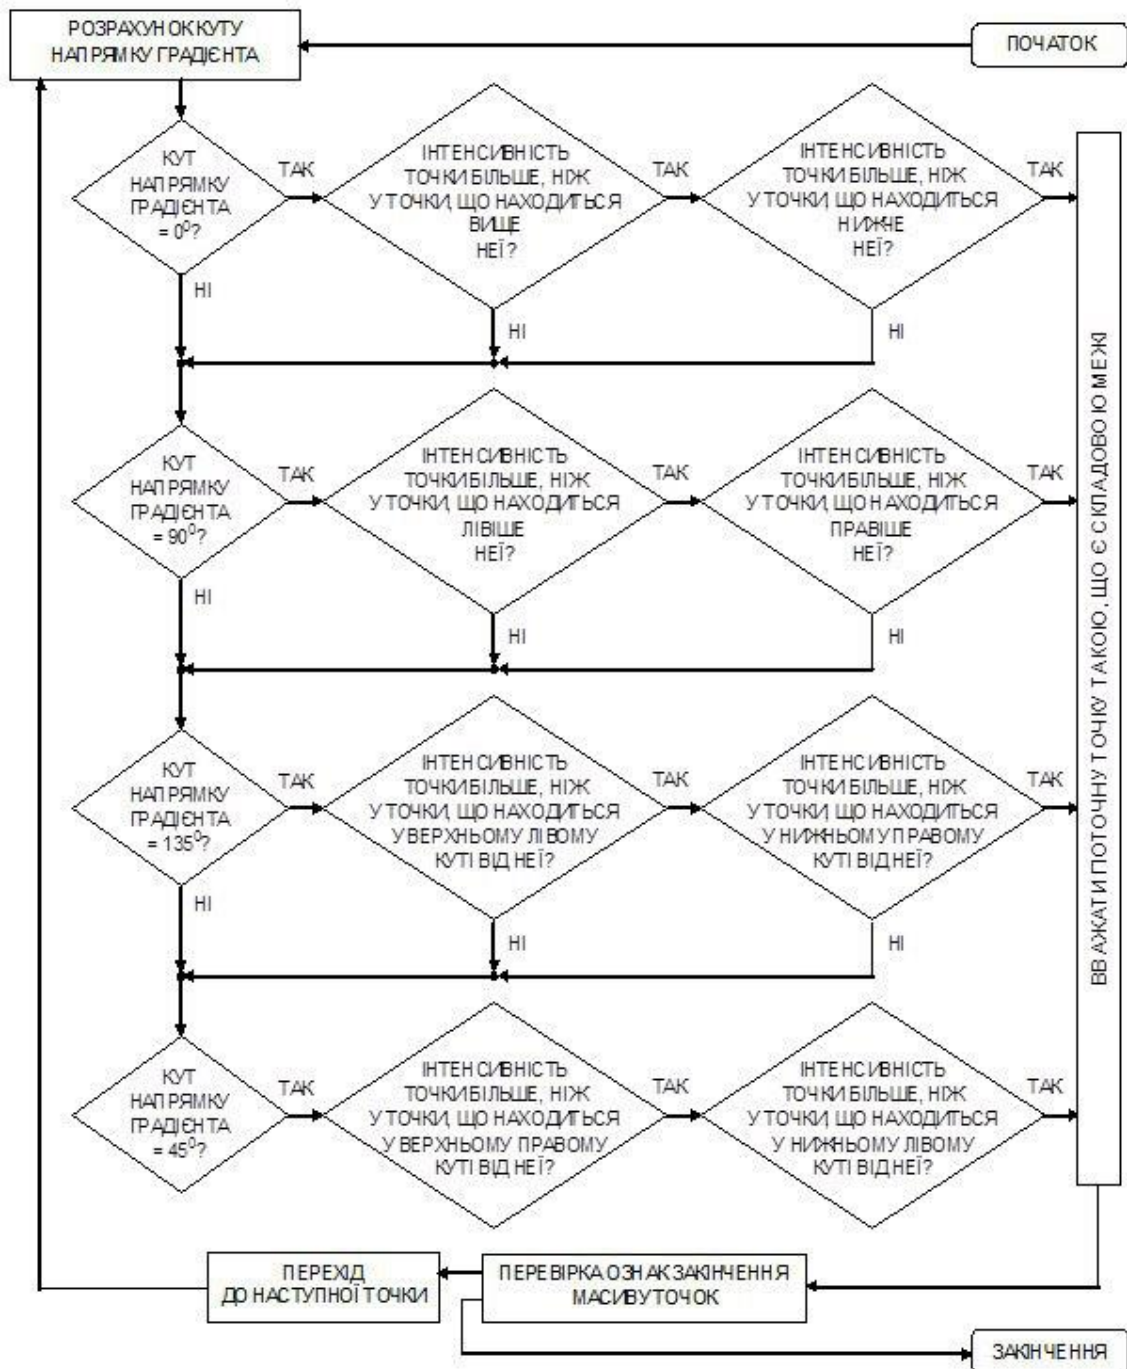 РОЗРАХУНОК КУТУ
НАПРЯМКУ ГРАДІЄНТА
ПОЧАТОК
КУТ
НАПРЯМКУ
ГРАДІЄНТА
= 0⁰?
ТАК
ІНТЕНСИВНІСТЬ
ТОЧКИ БІЛЬШЕ, НІЖ
У ТОЧКИ, ЩО НАХОДИТЬСЯ
ВИЩЕ
НЕЇ?
ТАК
ІНТЕНСИВНІСТЬ
ТОЧКИ БІЛЬШЕ, НІЖ
У ТОЧКИ, ЩО НАХОДИТЬСЯ
НИЖЧЕ
НЕЇ?
ТАК
НІ
НІ
НІ
КУТ
НАПРЯМКУ
ГРАДІЄНТА
= 90⁰?
ТАК
ІНТЕНСИВНІСТЬ
ТОЧКИ БІЛЬШЕ, НІЖ
У ТОЧКИ, ЩО НАХОДИТЬСЯ
ЛІВІШЕ
НЕЇ?
ТАК
ІНТЕНСИВНІСТЬ
ТОЧКИ БІЛЬШЕ, НІЖ
У ТОЧКИ, ЩО НАХОДИТЬСЯ
ПРАВІШЕ
НЕЇ?
ТАК
НІ
НІ
НІ
КУТ
НАПРЯМКУ
ГРАДІЄНТА
= 135⁰?
ТАК
ІНТЕНСИВНІСТЬ
ТОЧКИ БІЛЬШЕ, НІЖ
У ТОЧКИ, ЩО НАХОДИТЬСЯ
У ВЕРХНЬОМУ ЛІВОМУ
КУТІ ВІД НЕЇ?
ТАК
ІНТЕНСИВНІСТЬ
ТОЧКИ БІЛЬШЕ, НІЖ
У ТОЧКИ, ЩО НАХОДИТЬСЯ
У НИЖНЬОМУ ПРАВОМУ
КУТІ ВІД НЕЇ?
ТАК
НІ
НІ
НІ
КУТ
НАПРЯМКУ
ГРАДІЄНТА
= 45⁰?
ТАК
ІНТЕНСИВНІСТЬ
ТОЧКИ БІЛЬШЕ, НІЖ
У ТОЧКИ, ЩО НАХОДИТЬСЯ
У ВЕРХНЬОМУ ПРАВОМУ
КУТІ ВІД НЕЇ?
ТАК
ІНТЕНСИВНІСТЬ
ТОЧКИ БІЛЬШЕ, НІЖ
У ТОЧКИ, ЩО НАХОДИТЬСЯ
У НИЖНЬОМУ ЛІВОМУ
КУТІ ВІД НЕЇ?
ТАК
ВВАЖАТИ ПОТОЧНУ ТОЧКУ ТАКОЮ, ЩО Є СКЛАДОВОЮ МЕЖІ
ПЕРЕХІД
ДО НАСТУПНОЇ ТОЧКИ
ПЕРЕВІРКА ОЗНАК ЗАКІНЧЕННЯ
МАСИВУ ТОЧОК
ЗАКІНЧЕННЯ